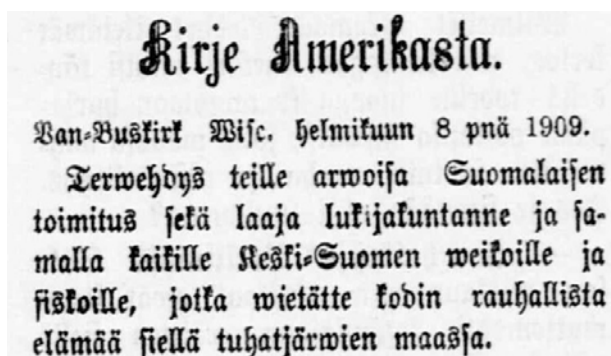 Kirje Amerikasta.
Van-Buskirk Wisc. helmikuun 8 pnä 1909.
Terwehdys teille arwoisa Suomalaisen
toimitus sekä laaja lukijakuntanne ja sa-
malla kaikille Keski-Suomen weikoille ja
siskoille, jotka wietätte kodin rauhallista
elämää siellä tuhatjärwien maassa.